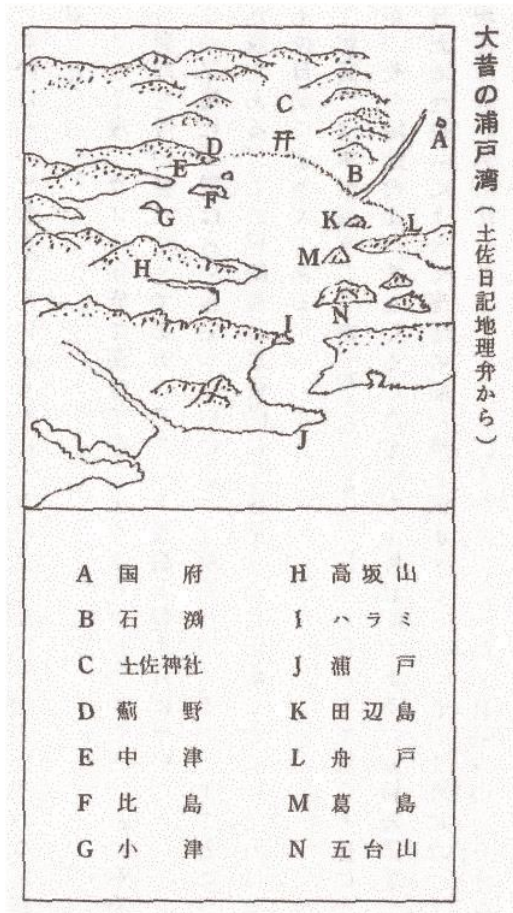 大昔の浦戸湾(土佐日記地理弁から)
C
A
D
B
E
F
G
K
L
M
H
N
I
J
A 国府
B 石渕
C 土佐神社
D 薊野
E 中津
F 比島
G 小津
H 高坂山
I ハラミ
J 浦戸
K 田辺島
L 舟戸
M 葛島
N 五台山